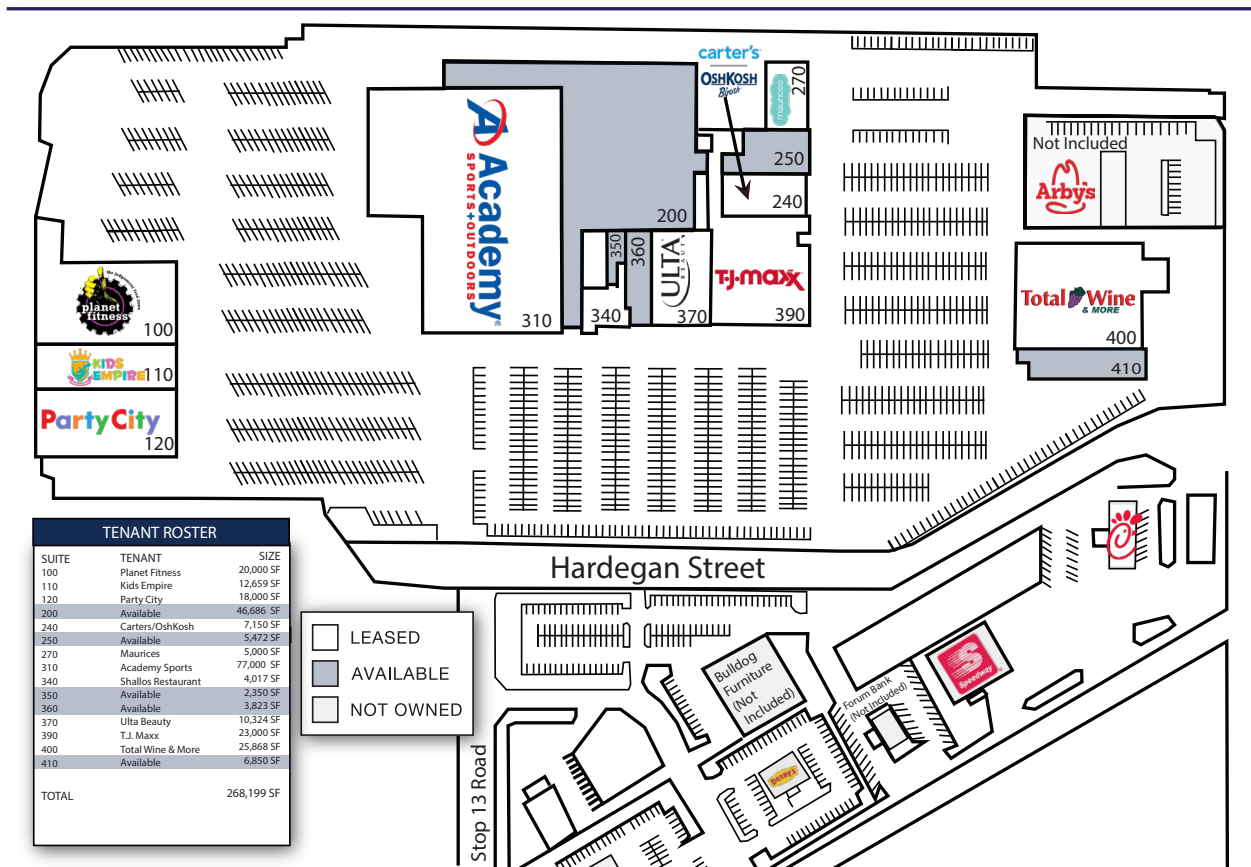 carter's
OSHKOSH
B'gosh
maurices
270
250
240
200
Academy
SPORTS+OUTDOORS
310
350
360
340
ULTA
BEAUTY
370
T·J·maxx
390
Not Included
Arby's
Total Wine
& MORE
400
410
the judgement free zone
planet
fitness
100
KIDS
EMPIRE
110
PartyCity
120
Hardegan Street
Stop 13 Road
Bulldog
Furniture
(Not
Included)
Forum Bank
(Not Included)
Speedway
Denny's
TENANT ROSTER
SUITE TENANT SIZE
100 Planet Fitness 20,000 SF
110 Kids Empire 12,659 SF
120 Party City 18,000 SF
200 Available 46,686 SF
240 Carters/OshKosh 7,150 SF
250 Available 5,472 SF
270 Maurices 5,000 SF
310 Academy Sports 77,000 SF
340 Shallos Restaurant 4,017 SF
350 Available 2,350 SF
360 Available 3,823 SF
370 Ulta Beauty 10,324 SF
390 T.J. Maxx 23,000 SF
400 Total Wine & More 25,868 SF
410 Available 6,850 SF
TOTAL 268,199 SF
LEASED
AVAILABLE
NOT OWNED